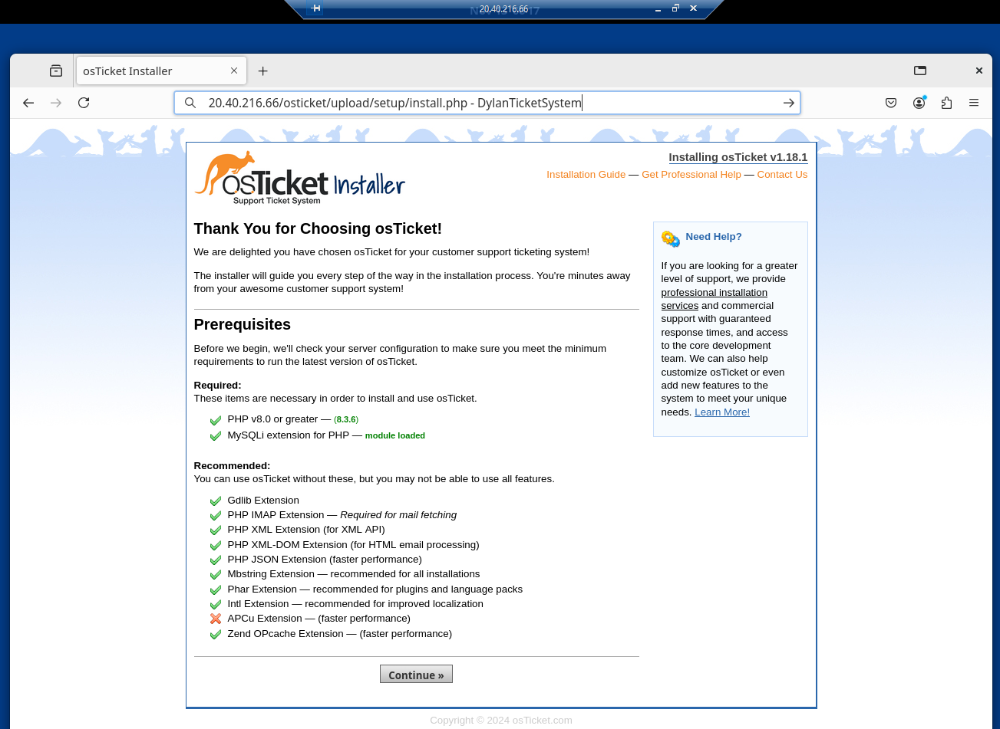 20.40.216.66
osTicket Installer
20.40.216.66/osticket/upload/setup/install.php - DylanTicketSystem
osTicket Installer
Support Ticket System
Installing osTicket v1.18.1
Installation Guide — Get Professional Help — Contact Us
Thank You for Choosing osTicket!
We are delighted you have chosen osTicket for your customer support ticketing system!
The installer will guide you every step of the way in the installation process. You're minutes away
from your awesome customer support system!
Prerequisites
Before we begin, we'll check your server configuration to make sure you meet the minimum
requirements to run the latest version of osTicket.
Required:
These items are necessary in order to install and use osTicket.
PHP v8.0 or greater — (8.3.6)
MySQLi extension for PHP — module loaded
Recommended:
You can use osTicket without these, but you may not be able to use all features.
Gdlib Extension
PHP IMAP Extension — Required for mail fetching
PHP XML Extension (for XML API)
PHP XML-DOM Extension (for HTML email processing)
PHP JSON Extension (faster performance)
Mbstring Extension — recommended for all installations
Phar Extension — recommended for plugins and language packs
Intl Extension — recommended for improved localization
APCu Extension — (faster performance)
Zend OPcache Extension — (faster performance)
Continue »
Need Help?
If you are looking for a greater
level of support, we provide
professional installation
services and commercial
support with guaranteed
response times, and access
to the core development
team. We can also help
customize osTicket or even
add new features to the
system to meet your unique
needs. Learn More!
Copyright © 2024 osTicket.com